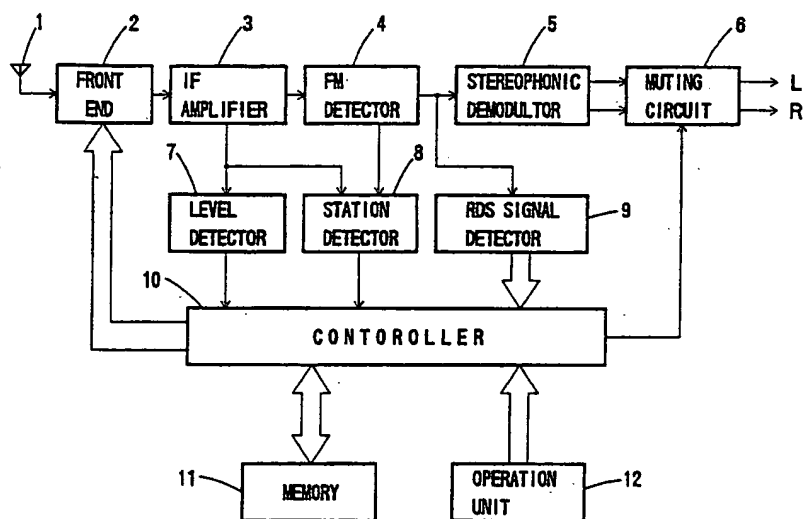 1
2
3
4
5
6
FRONT
END
IF
AMPLIFIER
FM
DETECTOR
STEREOPHONIC
DEMODULTOR
MUTING
CIRCUIT
L
R
7
8
9
LEVEL
DETECTOR
STATION
DETECTOR
RDS SIGNAL
DETECTOR
10
CONTOROLLER
11
MEMORY
OPERATION
UNIT
12